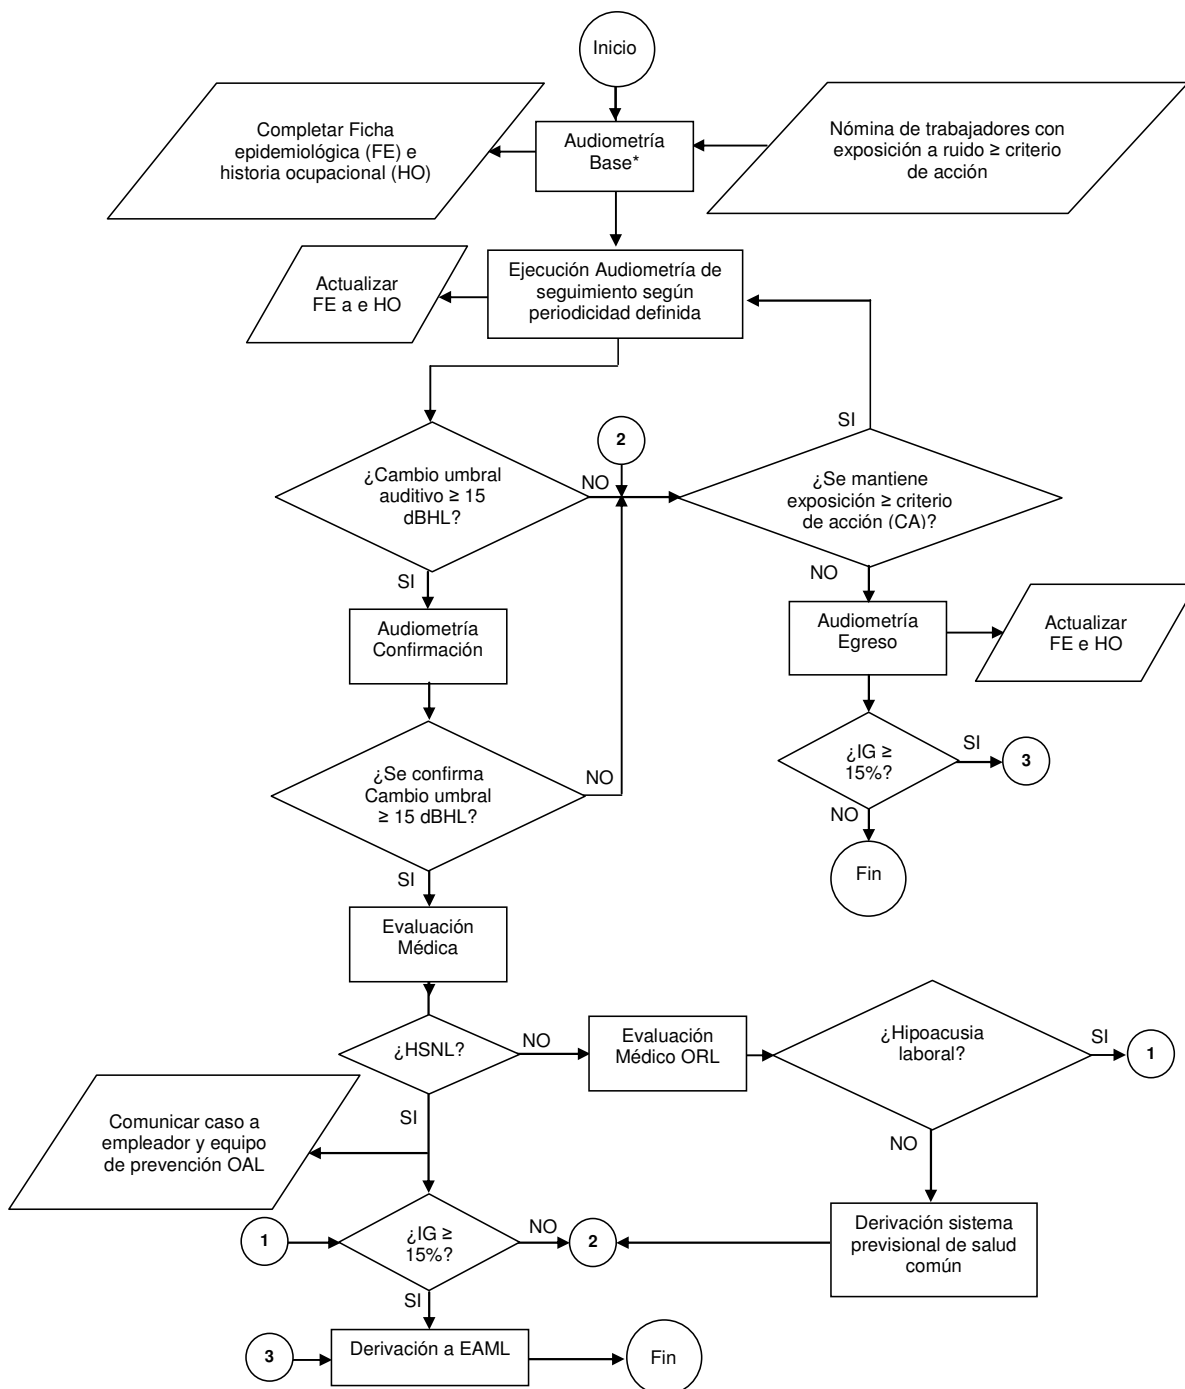 Inicio
Completar Ficha
epidemiológica (FE) e
historia ocupacional (HO)
Audiometría
Base*
Nómina de trabajadores con
exposición a ruido ≥ criterio
de acción
Actualizar
FE a e HO
Ejecución Audiometría de
seguimiento según
periodicidad definida
¿Cambio umbral
auditivo ≥ 15
dBHL?
NO
2
SI
¿Se mantiene
exposición ≥ criterio
de acción (CA)?
SI
NO
Audiometría
Confirmación
Audiometría
Egreso
Actualizar
FE e HO
¿Se confirma
Cambio umbral
≥ 15 dBHL?
NO
¿IG ≥
15%?
SI
3
NO
Fin
SI
Evaluación
Médica
¿HSNL?
NO
Evaluación
Médico ORL
¿Hipoacusia
laboral?
SI
1
SI
NO
Comunicar caso a
empleador y equipo
de prevención OAL
1
¿IG ≥
15%?
NO
2
Derivación sistema
previsional de salud
común
SI
3
Derivación a EAML
Fin